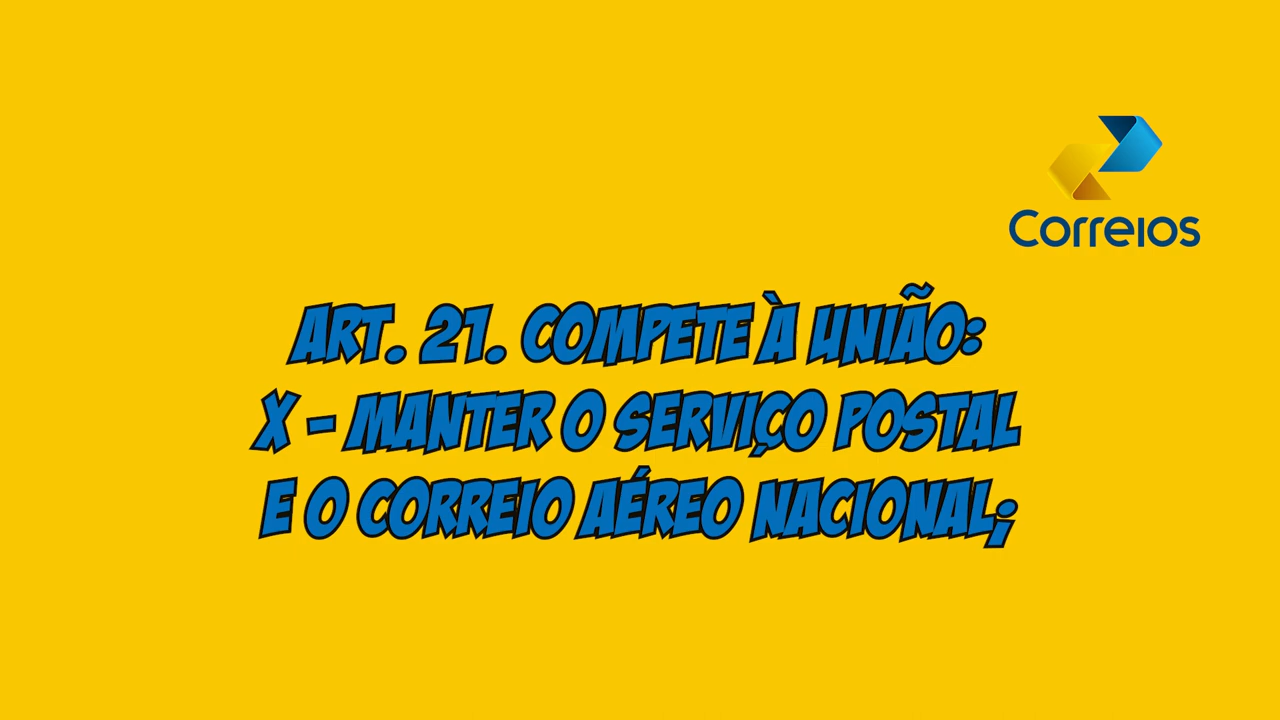 Correios
ART. 21. COMPETE À UNIÃO:
X - MANTER O SERVIÇO POSTAL
E O CORREIO AÉREO NACIONAL;